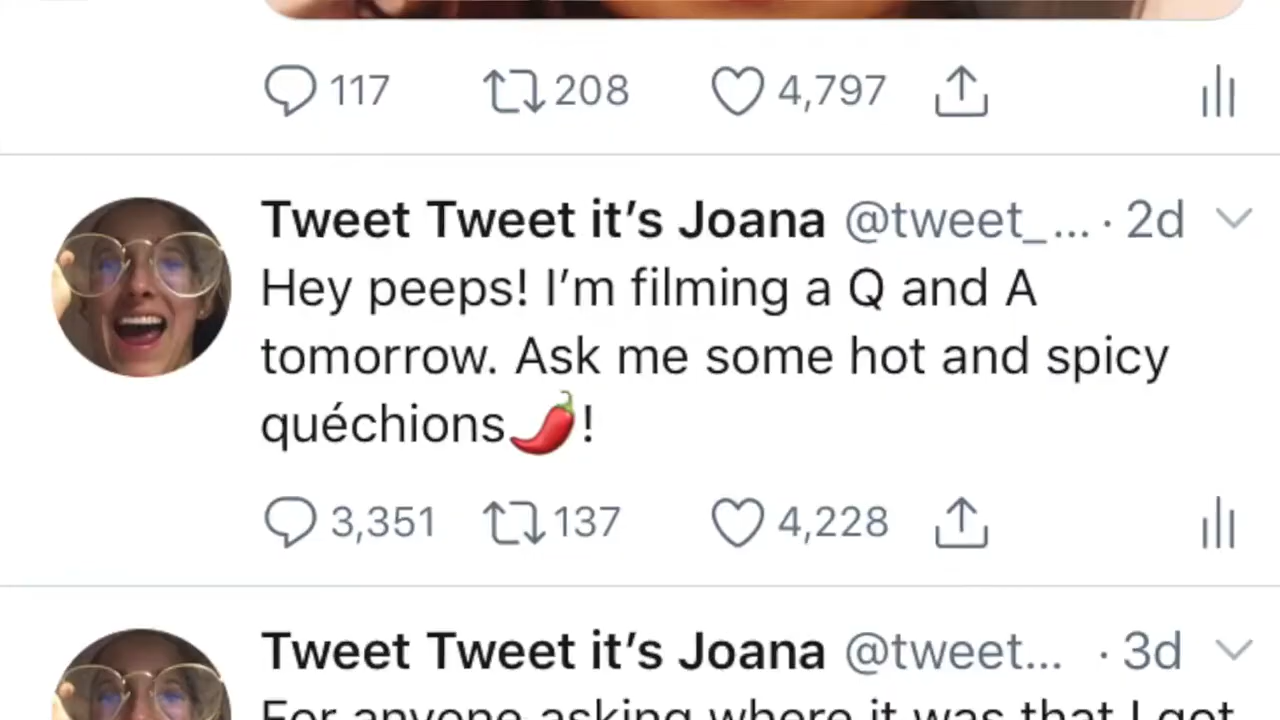 117 208 4,797
Tweet Tweet it’s Joana @tweet_... · 2d
Hey peeps! I’m filming a Q and A
tomorrow. Ask me some hot and spicy
quéchions🌶️!
3,351 137 4,228
Tweet Tweet it’s Joana @tweet... · 3d
For anyone asking where it was that I got